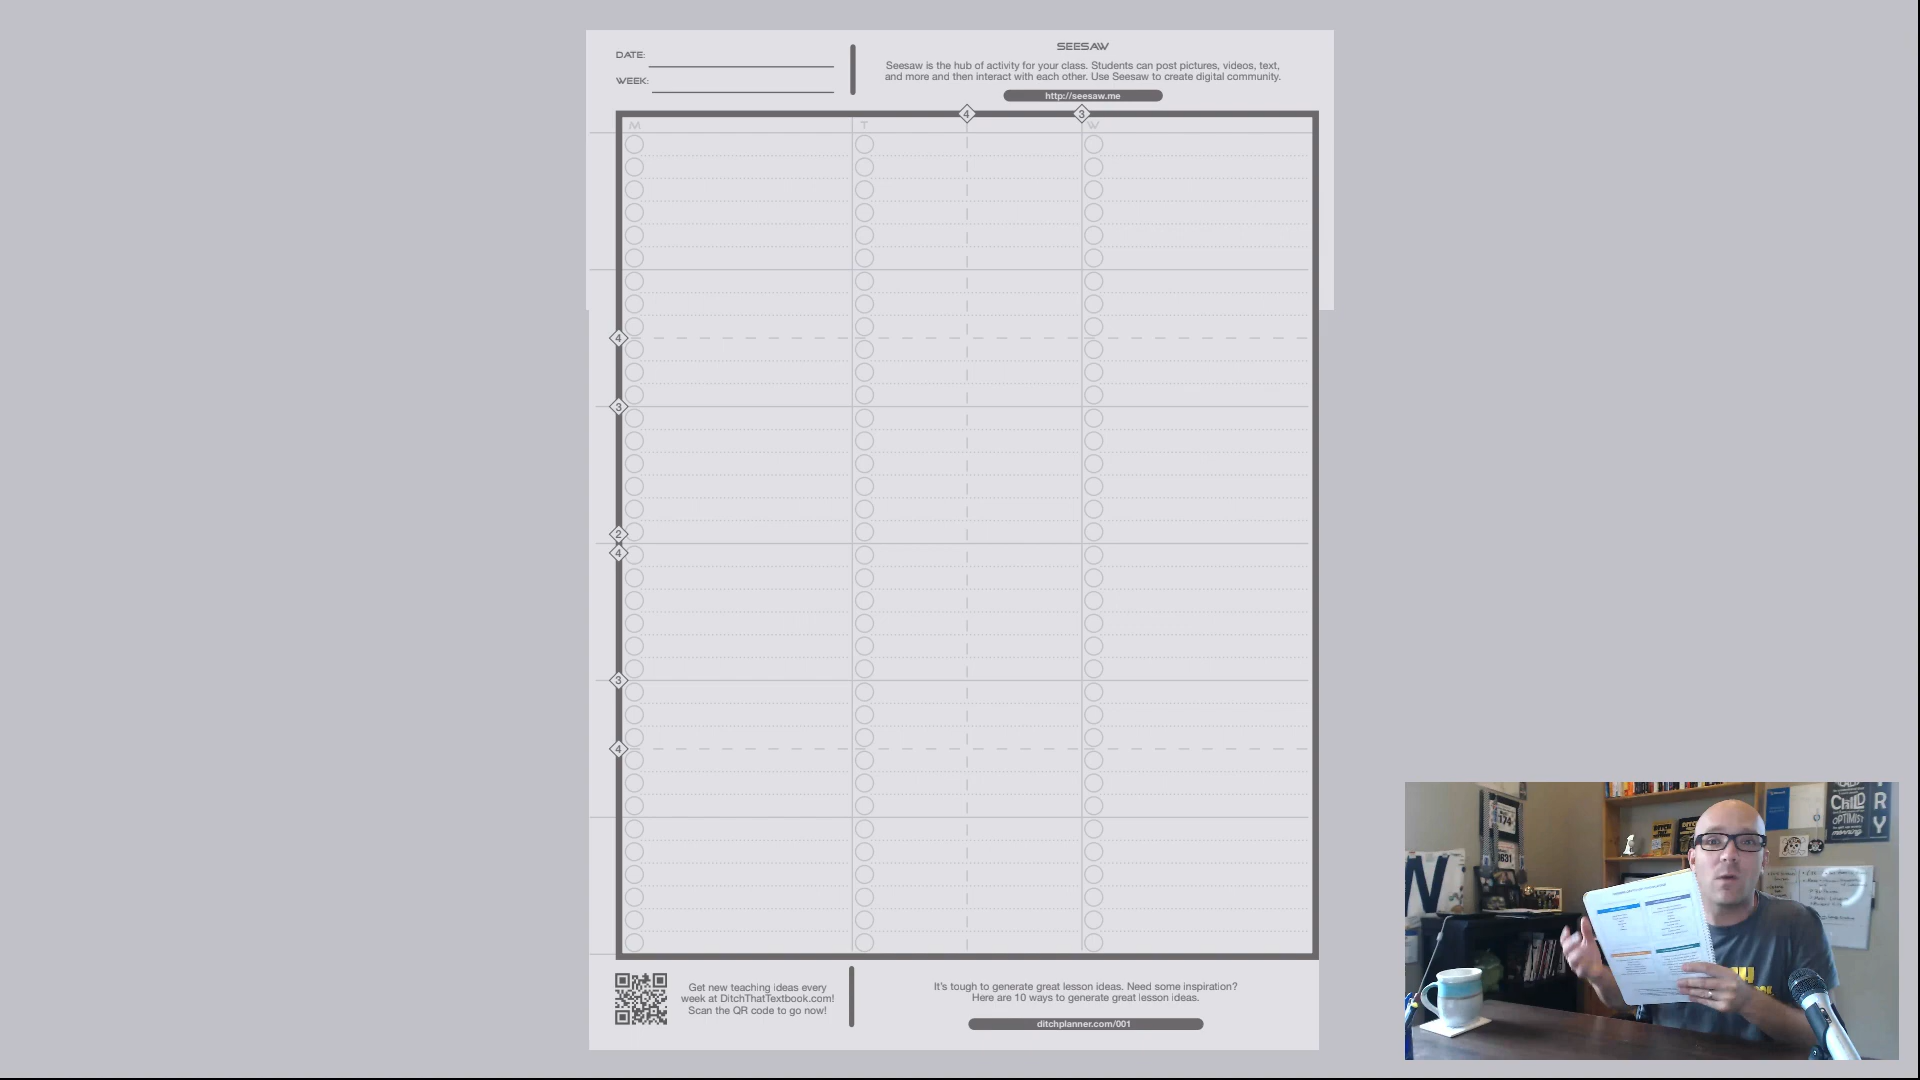 DATE:
WEEK:
SEESAW
Seesaw is the hub of activity for your class. Students can post pictures, videos, text,
and more and then interact with each other. Use Seesaw to create digital community.
http://seesaw.me
4
3
M
T
W
4
3
2
4
3
4
Get new teaching ideas every
week at DitchThatTextbook.com!
Scan the QR code to go now!
It's tough to generate great lesson ideas. Need some inspiration?
Here are 10 ways to generate great lesson ideas.
ditchplanner.com/001
W
CHILD
OPTIMIST
morning
R
Y
DITCH